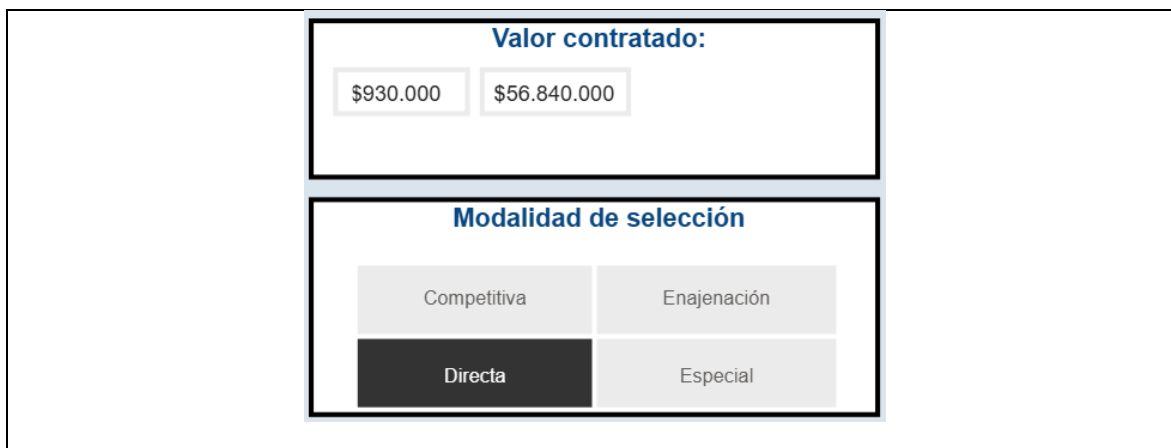 Valor contratado:
$930.000 $56.840.000
Modalidad de selección
Competitiva Enajenación
Directa Especial